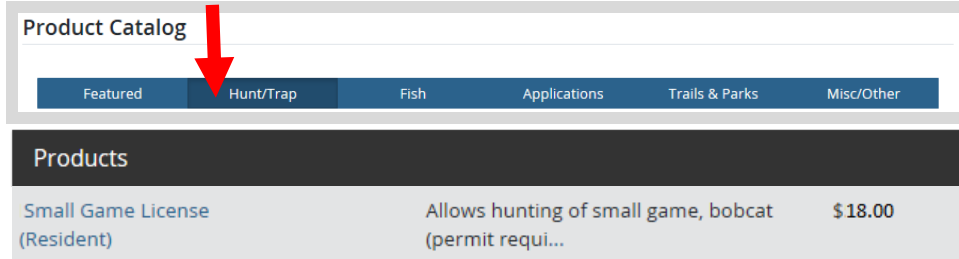 Product Catalog
Featured Hunt/Trap Fish Applications Trails & Parks Misc/Other
Products
Small Game License Allows hunting of small game, bobcat $18.00
(Resident) (permit requi...